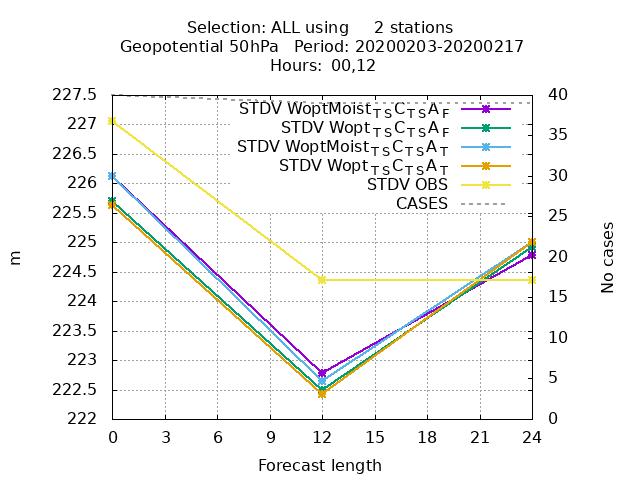 Selection: ALL using     2 stations
Geopotential 50hPa   Period: 20200203-20200217
Hours: 00,12
227.5
227
226.5
226
225.5
225
224.5
224
223.5
223
222.5
222
m
STDV WoptMoist_TSC_TSA_F
STDV Wopt_TSC_TSA_F
STDV WoptMoist_TSC_TSA_T
STDV Wopt_TSC_TSA_T
STDV OBS
CASES
40
35
30
25
20
15
10
5
0
No cases
0 3 6 9 12 15 18 21 24
Forecast length